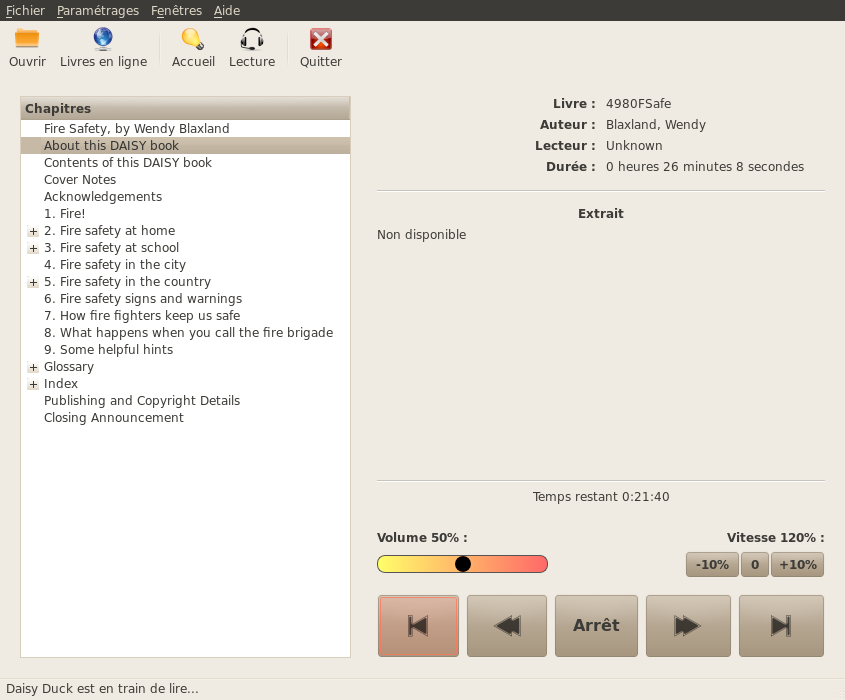 Fichier Paramétrages Fenêtres Aide
Ouvrir Livres en ligne Accueil Lecture Quitter
Chapitres
Fire Safety, by Wendy Blaxland
About this DAISY book
Contents of this DAISY book
Cover Notes
Acknowledgements
1. Fire!
2. Fire safety at home
3. Fire safety at school
4. Fire safety in the city
5. Fire safety in the country
6. Fire safety signs and warnings
7. How fire fighters keep us safe
8. What happens when you call the fire brigade
9. Some helpful hints
Glossary
Index
Publishing and Copyright Details
Closing Announcement
Livre : 4980FSafe
Auteur : Blaxland, Wendy
Lecteur : Unknown
Durée : 0 heures 26 minutes 8 secondes
Extrait
Non disponible
Temps restant 0:21:40
Volume 50% : Vitesse 120% :
-10% 0 +10%
Arrêt
Daisy Duck est en train de lire...